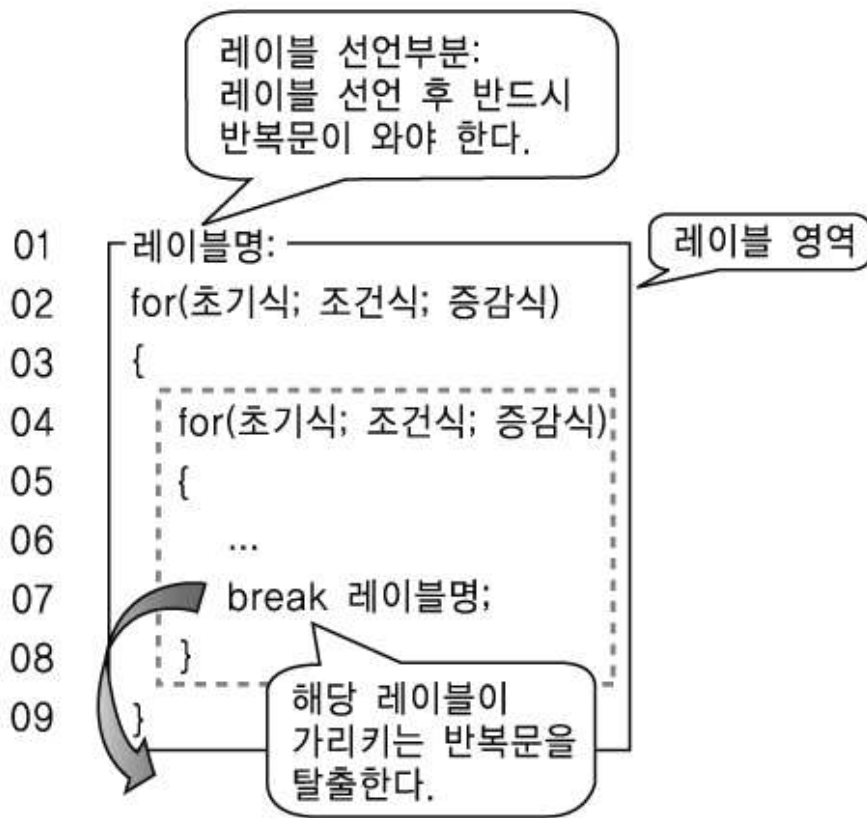 레이블 선언부분:
레이블 선언 후 반드시
반복문이 와야 한다.
01 레이블명:
레이블 영역
02 for(초기식; 조건식; 증감식)
03 {
04 for(초기식; 조건식; 증감식)
05 {
06 ...
07 break 레이블명;
08 }
09 }
해당 레이블이
가리키는 반복문을
탈출한다.